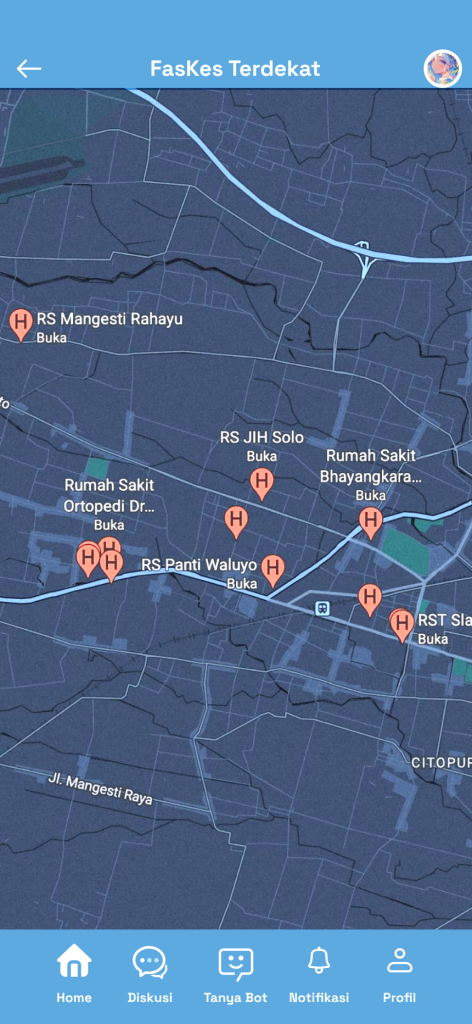 FasKes Terdekat
RS Mangesti Rahayu
Buka
to
RS JIH Solo
Buka
Rumah Sakit
Bhayangkara...
Buka
Rumah Sakit
Ortopedi Dr...
Buka
H
H
H
H
H
H
H
RS Panti Waluyo
Buka
H
H
H
RST Sla
Buka
CITOPUR
Jl. Mangesti Raya
Home
Diskusi
Tanya Bot
Notifikasi
Profil